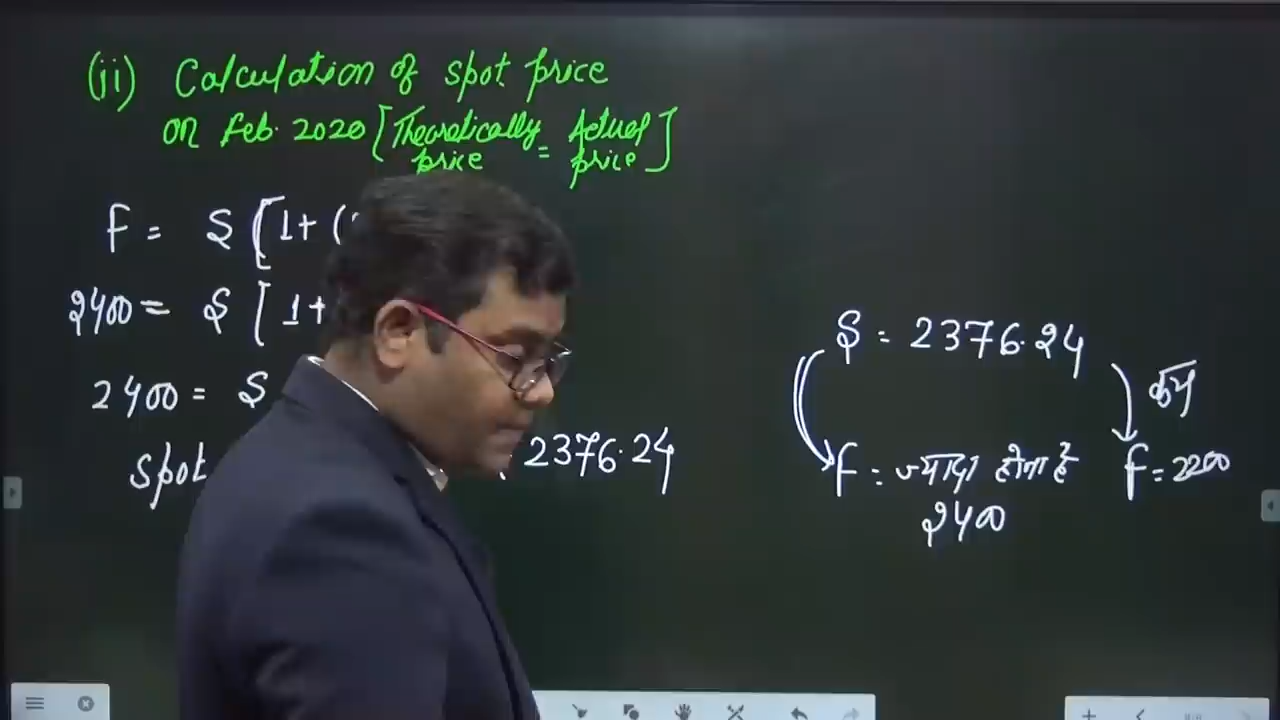 (ii) Calculation of spot price
on Feb. 2020 [Theoretically price = Actual price]
F = S [1+ (
2400 = S [1+
2400 = S
spot 2376.24
S = 2376.24
कम
F = ज्यादा होता है
2400
F = 2200